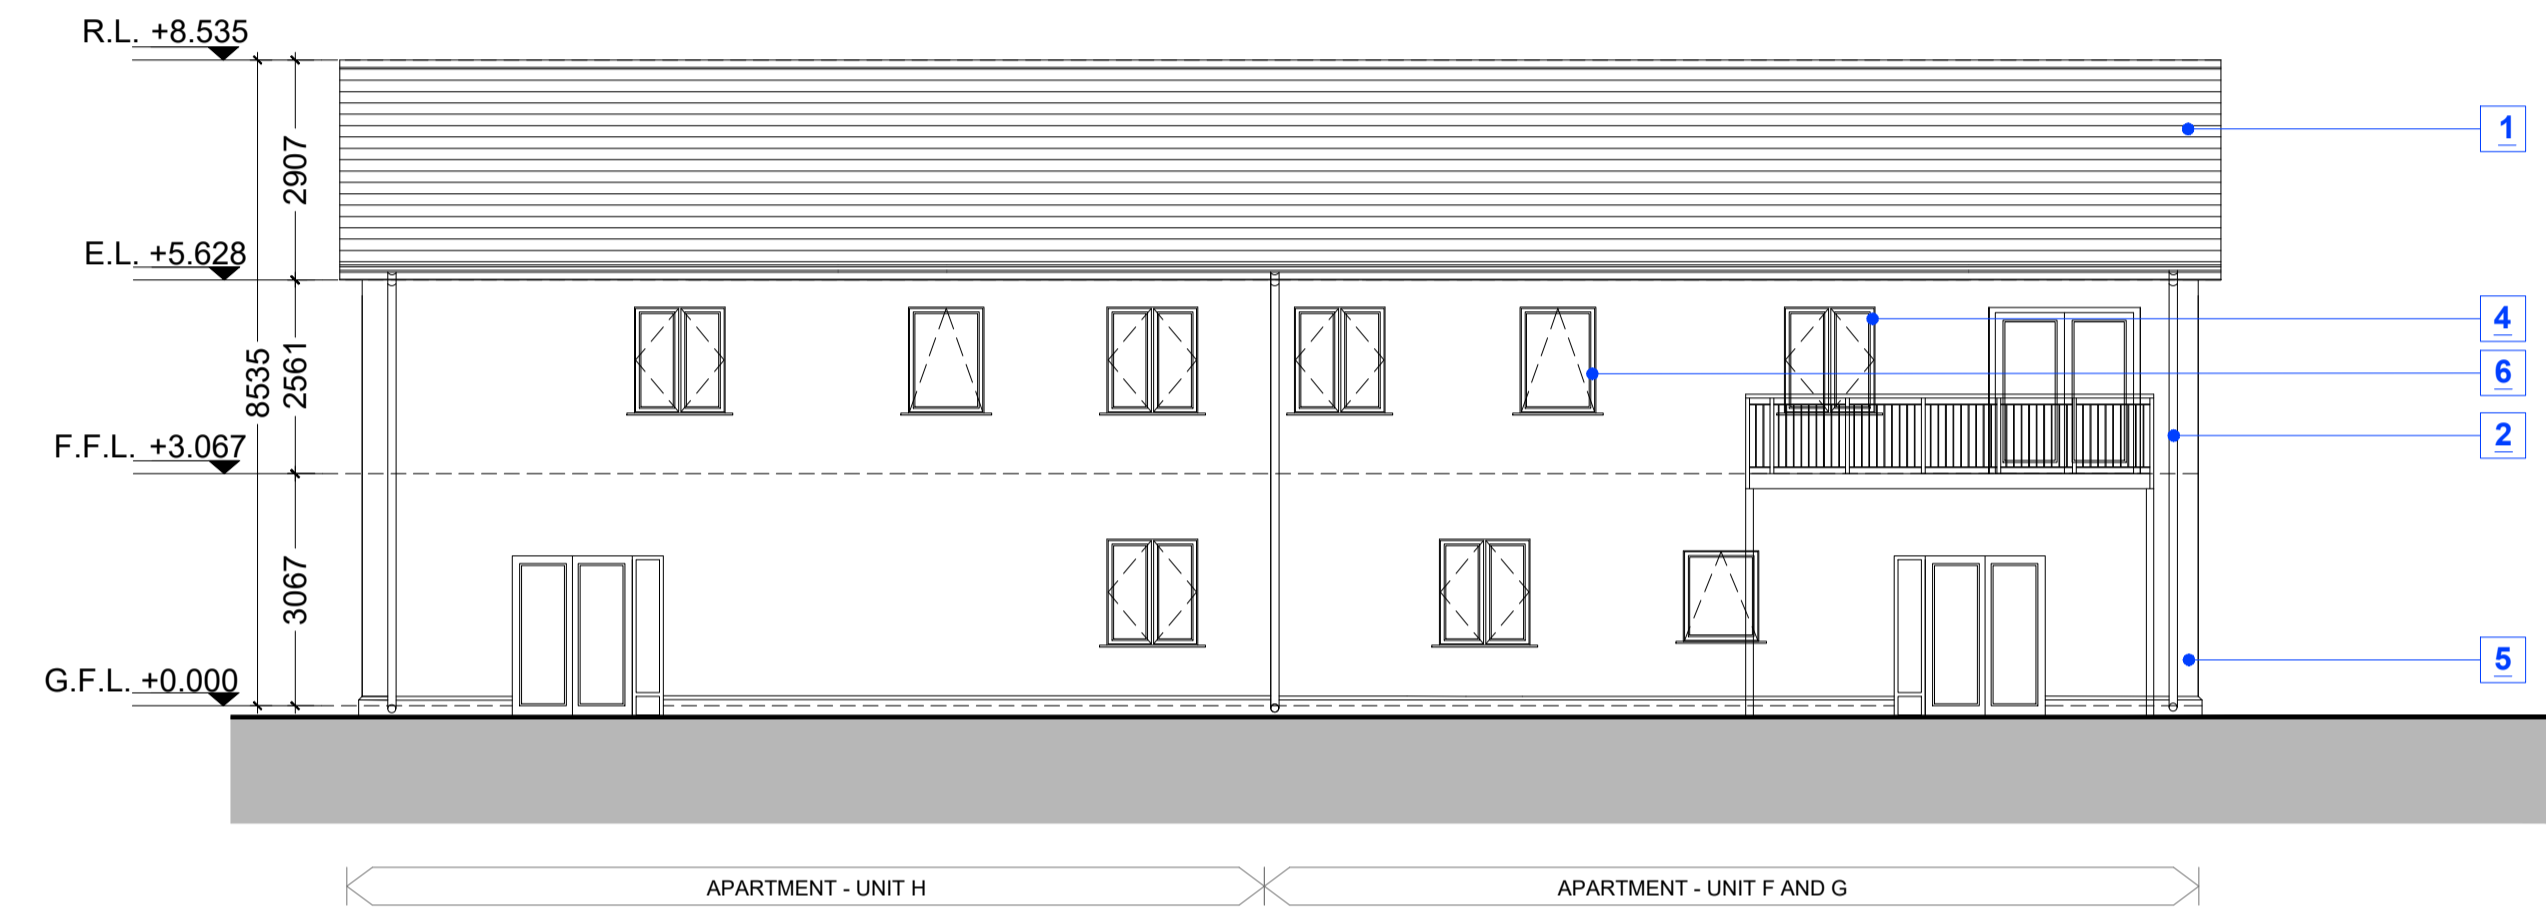 R.L. +8.535
1
2907
E.L. +5.628
4
8535
2561
6
2
F.F.L. +3.067
3067
5
G.F.L. +0.000
APARTMENT - UNIT H
APARTMENT - UNIT F AND G